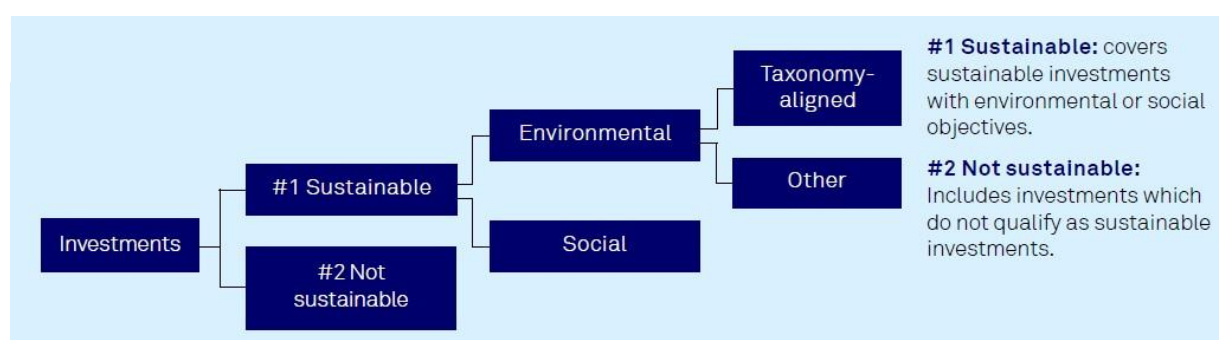 Investments
#1 Sustainable
#2 Not
sustainable
Environmental
Social
Taxonomy-
aligned
Other
#1 Sustainable: covers
sustainable investments
with environmental or social
objectives.
#2 Not sustainable:
Includes investments which
do not qualify as sustainable
investments.